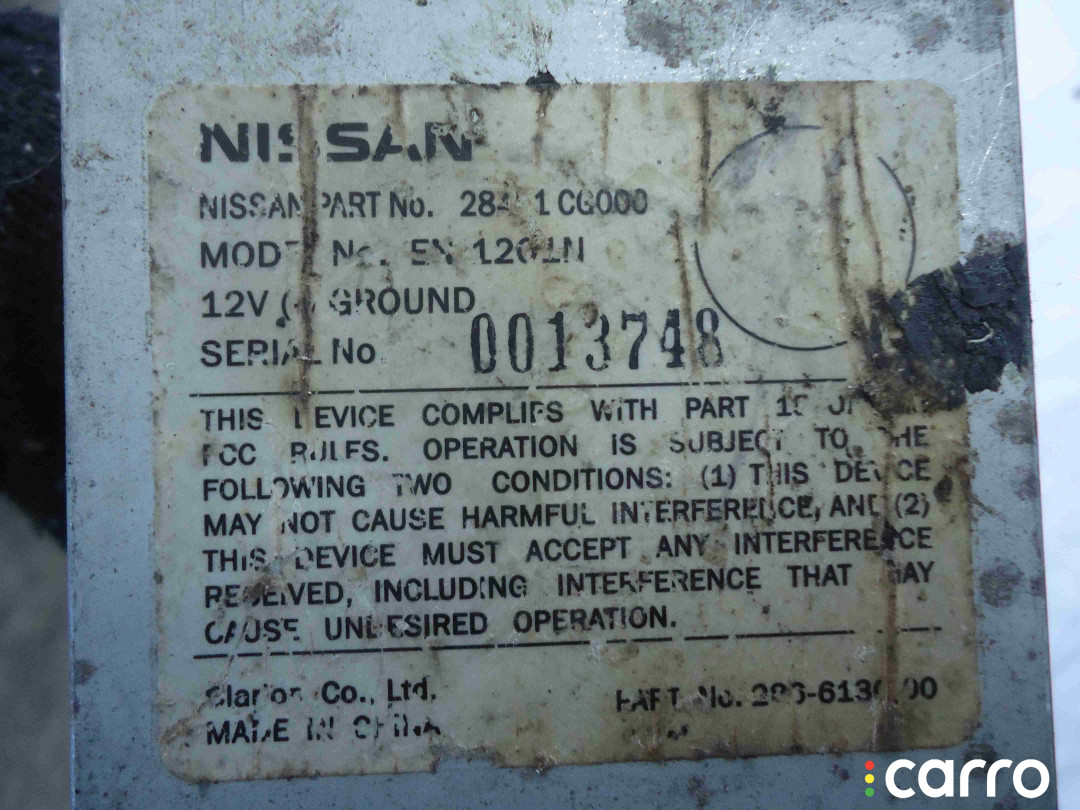 NISSAN
NISSAN PART No. 1CG000
MODEL No.
12V (-) GROUND
SERIAL No 0013748
THIS DEVICE COMPLIES WITH PART 15 OF THE
FCC RULES. OPERATION IS SUBJECT TO THE
FOLLOWING TWO CONDITIONS: (1) THIS DEVICE
MAY NOT CAUSE HARMFUL INTERFERENCE, AND (2)
THIS DEVICE MUST ACCEPT ANY INTERFERENCE
RECEIVED, INCLUDING INTERFERENCE THAT MAY
CAUSE UNDESIRED OPERATION.
Clarion Co., Ltd. PART No.
MADE IN CHINA
carro